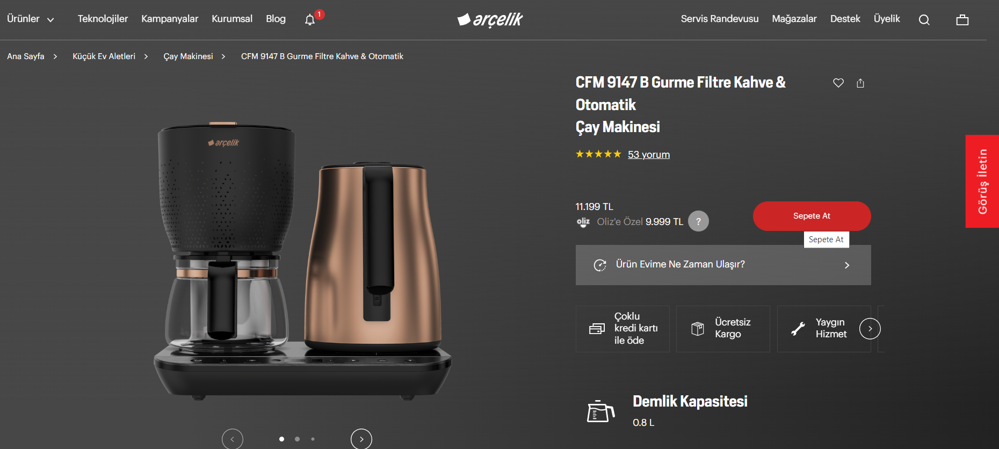 Ürünler
Teknolojiler
Kampanyalar
Kurumsal
Blog
1
arçelik
Servis Randevusu
Mağazalar
Destek
Üyelik
Ana Sayfa > Küçük Ev Aletleri > Çay Makinesi > CFM 9147 B Gurme Filtre Kahve & Otomatik
CFM 9147 B Gurme Filtre Kahve &
Otomatik
Çay Makinesi
53 yorum
arçelik
11.199 TL
oliz Oliz'e Özel 9.999 TL ?
Sepete At
Sepete At
Görüş İletin
Ürün Evime Ne Zaman Ulaşır?
Çoklu
kredi kartı
ile öde
Ücretsiz
Kargo
Yaygın
Hizmet
Demlik Kapasitesi
0.8 L